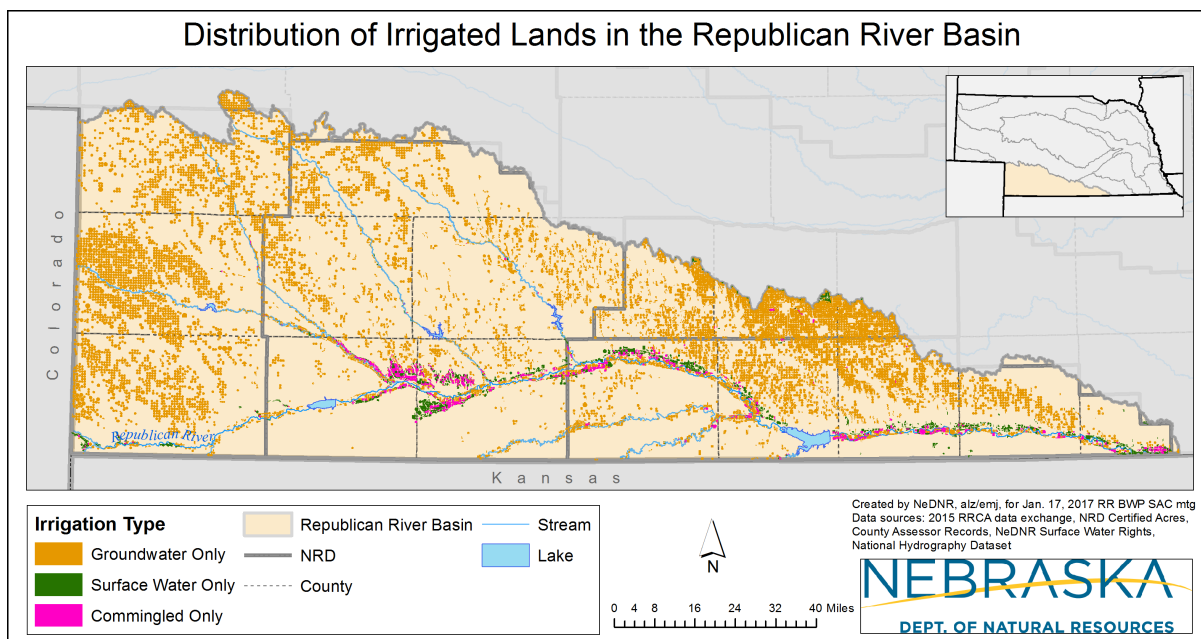 Distribution of Irrigated Lands in the Republican River Basin
Colorado
Republican River
Kansas
Irrigation Type
Groundwater Only
Surface Water Only
Commingled Only
Republican River Basin
NRD
County
Stream
Lake
N
0 4 8 16 24 32 40 Miles
Created by NeDNR, alz/emj, for Jan. 17, 2017 RR BWP SAC mtg
Data sources: 2015 RRCA data exchange, NRD Certified Acres,
County Assessor Records, NeDNR Surface Water Rights,
National Hydrography Dataset
NEBRASKA
DEPT. OF NATURAL RESOURCES